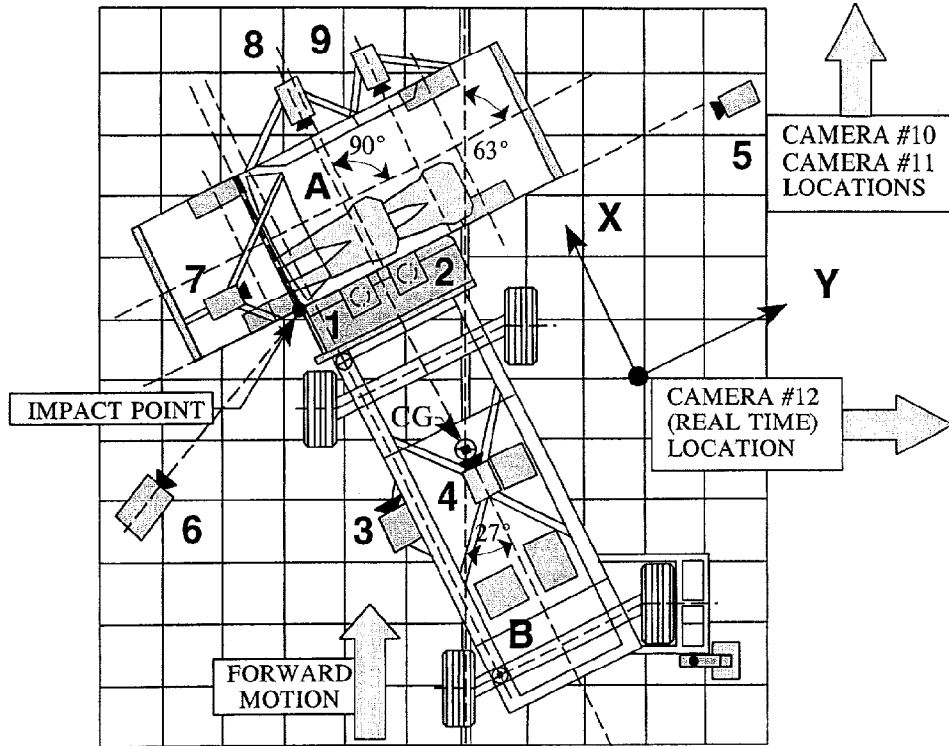 8
9
CAMERA #10
CAMERA #11
LOCATIONS
5
90°
63°
A
X
Y
7
2
1
IMPACT POINT
CAMERA #12
(REAL TIME)
LOCATION
CG
4
6
3
27°
B
FORWARD
MOTION